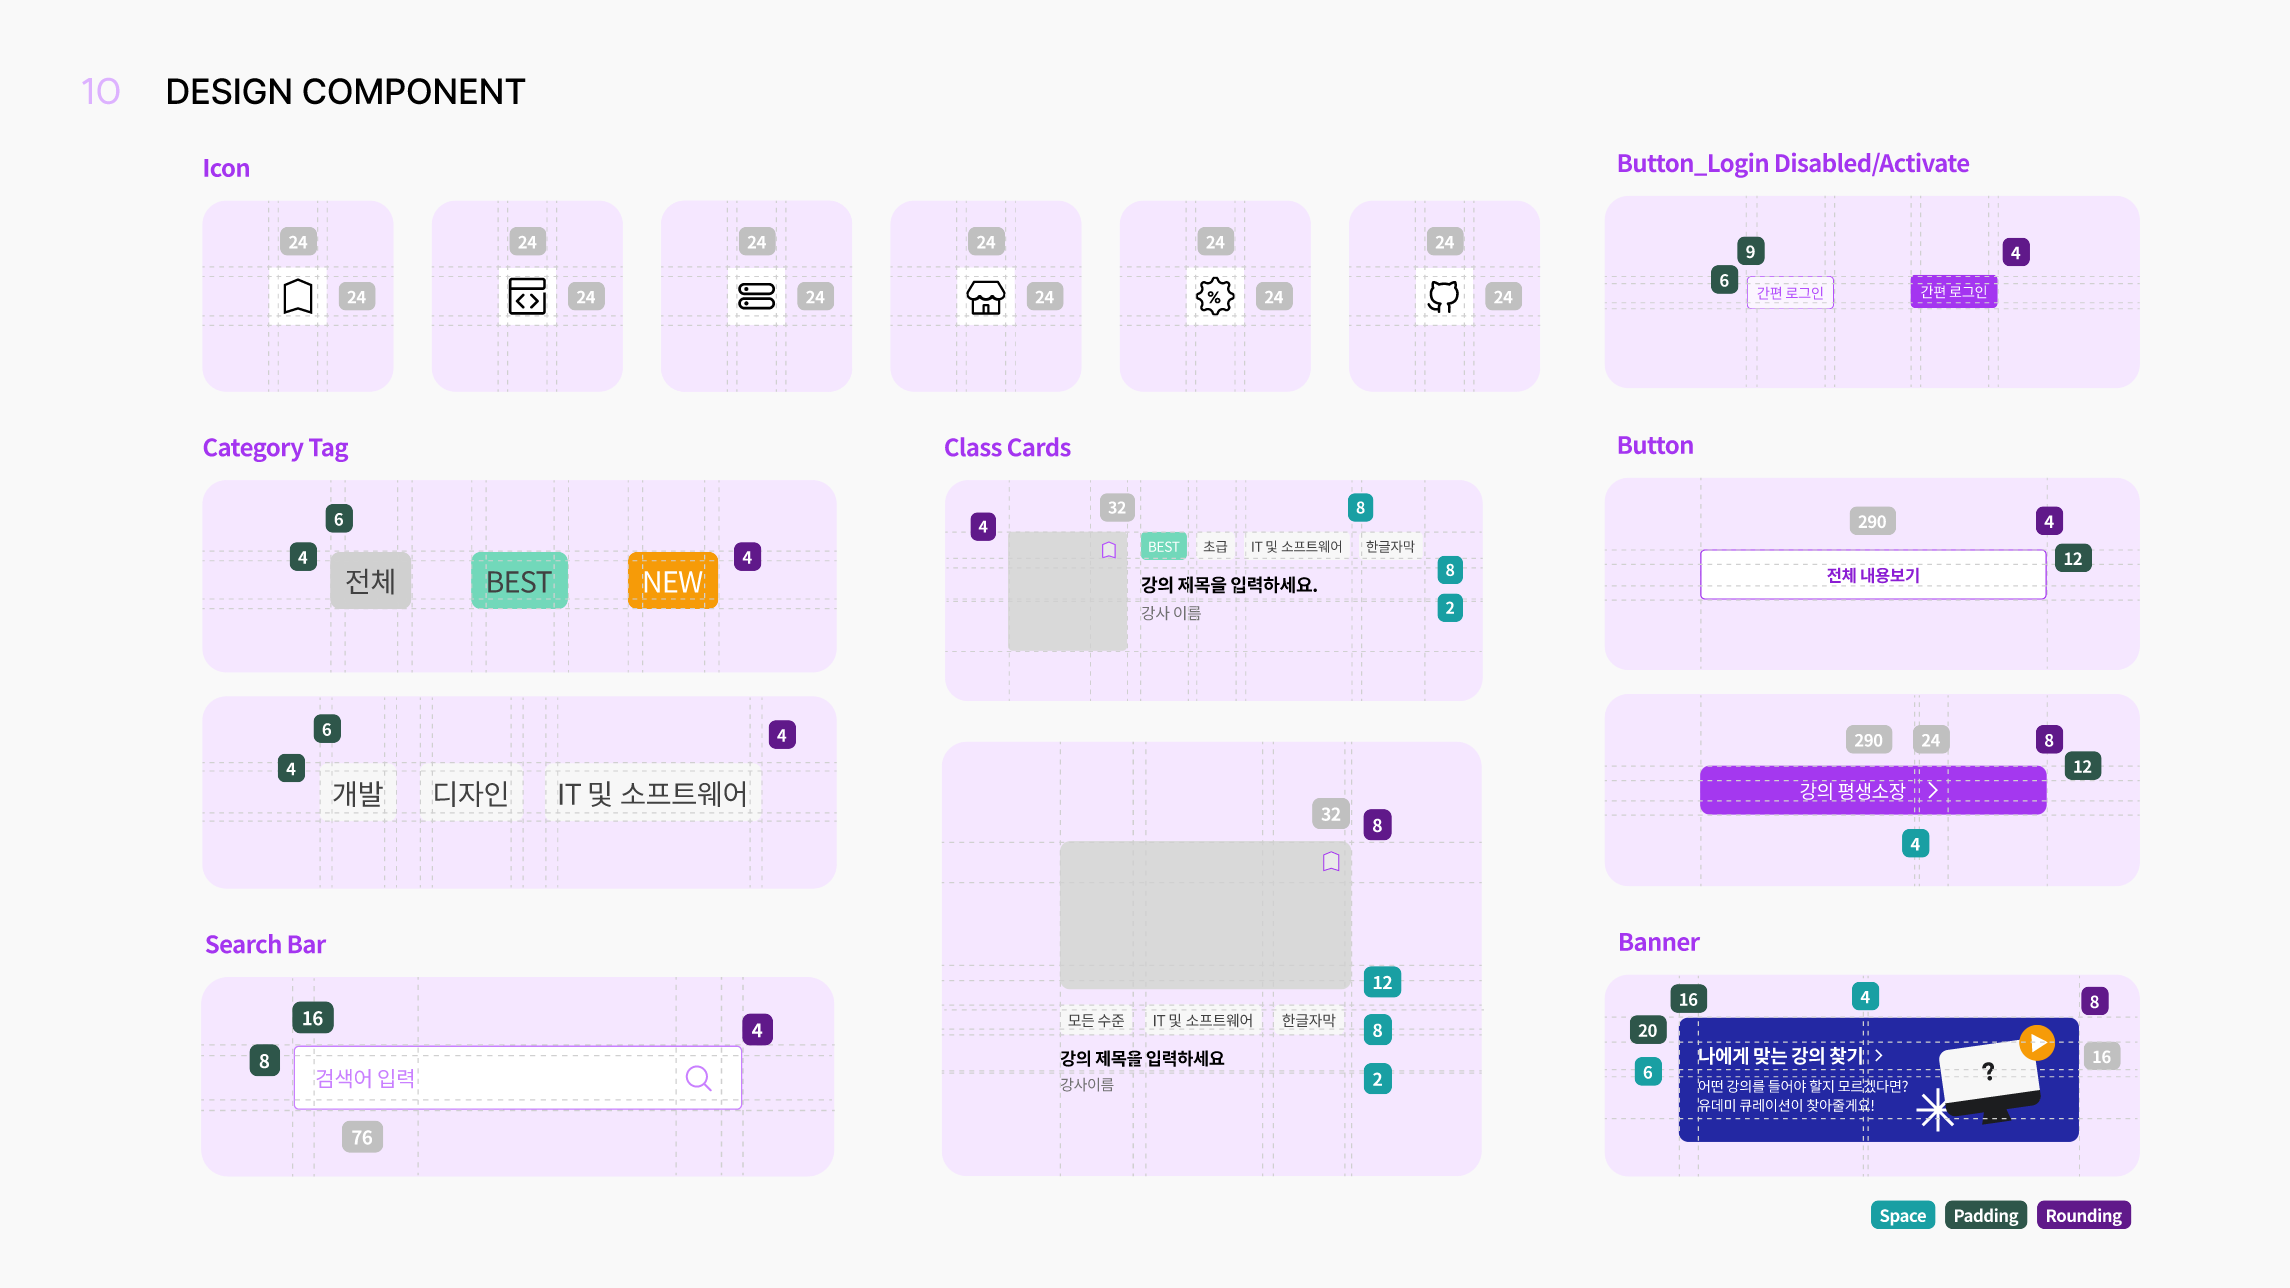 10 DESIGN COMPONENT
Icon
24
24
24
24
24
24
24
24
24
24
24
24
%
Button_Login Disabled/Activate
9
6
간편 로그인
4
간편 로그인
Category Tag
6
4
전체
BEST
NEW
4
6
4
개발
디자인
IT 및 소프트웨어
4
Search Bar
16
8
검색어 입력
4
76
Class Cards
4
32
8
BEST
초급
IT 및 소프트웨어
한글자막
8
강의 제목을 입력하세요.
2
강사 이름
32
8
12
모든 수준
IT 및 소프트웨어
한글자막
8
강의 제목을 입력하세요
강사이름
2
Button
290
4
12
전체 내용보기
290
24
8
12
강의 평생소장
4
Banner
16
4
8
20
나에게 맞는 강의 찾기
16
6
어떤 강의를 들어야 할지 모르겠다면?
유데미 큐레이션이 찾아줄게요!
?
Space
Padding
Rounding